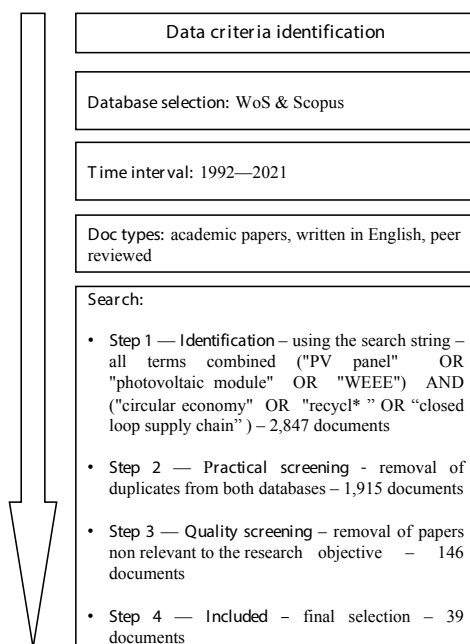 Data criteria identification
Database selection: WoS & Scopus
Time interval: 1992—2021
Doc types: academic papers, written in English, peer
reviewed
Search:
• Step 1 — Identification – using the search string –
all terms combined ("PV panel" OR
"photovoltaic module" OR "WEEE") AND
("circular economy" OR "recycl* ” OR “closed
loop supply chain” ) – 2,847 documents
• Step 2 — Practical screening - removal of
duplicates from both databases – 1,915 documents
• Step 3 — Quality screening – removal of papers
non relevant to the research objective – 146
documents
• Step 4 — Included – final selection – 39
documents